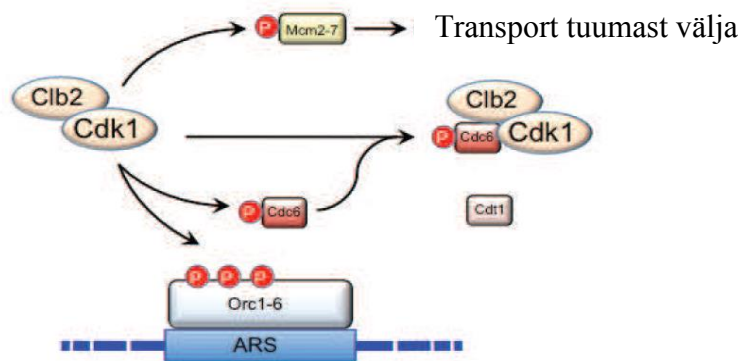 P Mcm2-7 Transport tuumast välja
Clb2
Cdk1
Clb2
P Cdc6 Cdk1
P Cdc6
Cdt1
P P P
Orc1-6
ARS